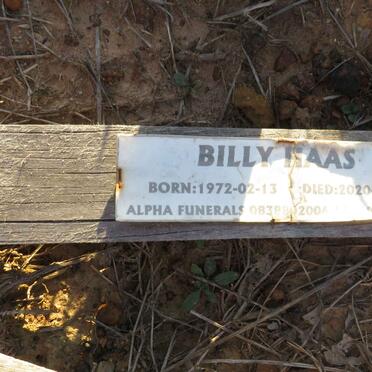 BILLY
BORN:1972-02-13 DIED:2020
ALPHA FUNERALS